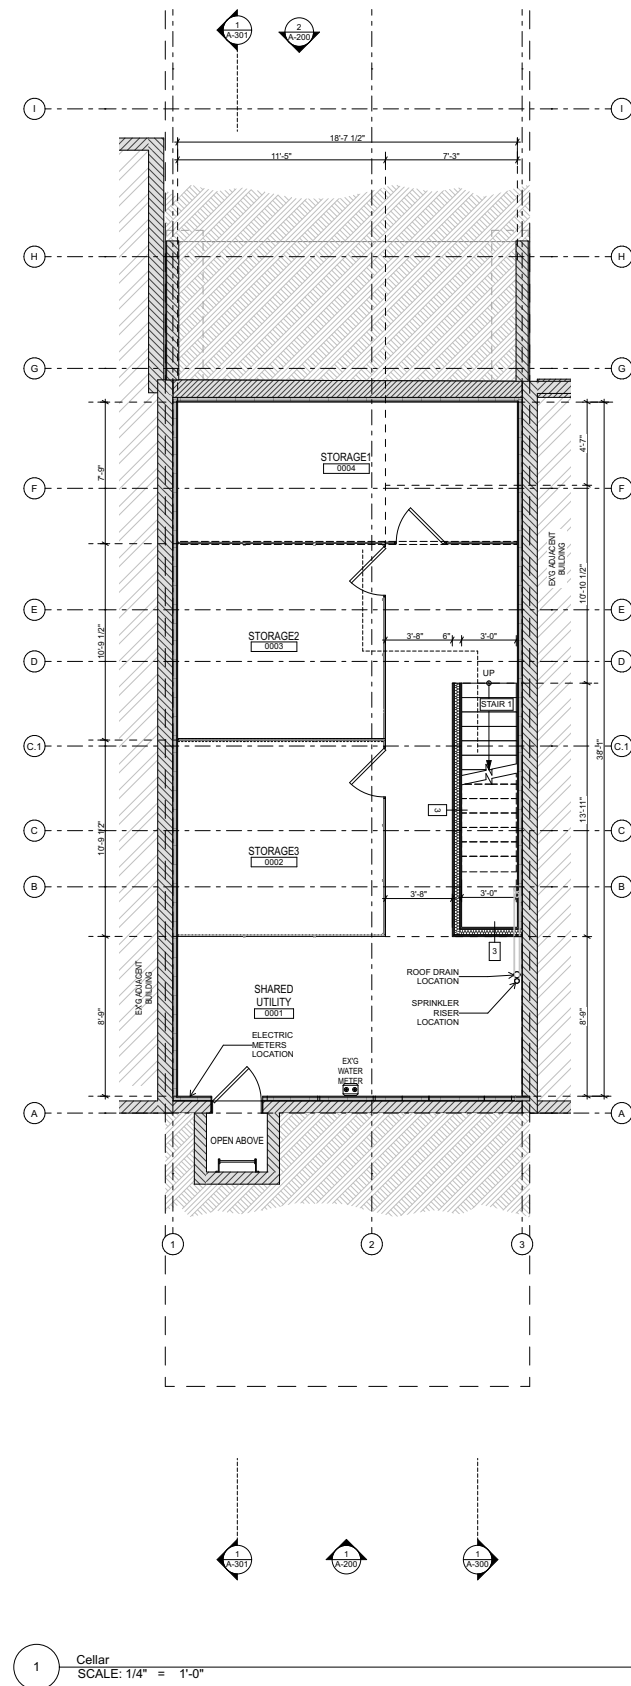 1
A-301
2
A-200
I
I
18'-7 1/2"
11'-5"
7'-3"
H
H
G
G
STORAGE1
0004
7'-9"
4'-7"
F
F
EX'G ADJACENT
BUILDING
10'-10 1/2"
E
E
STORAGE2
0003
10'-9 1/2"
3'-8"
6"
3'-0"
D
D
UP
STAIR 1
C.1
C.1
38'-1"
3
13'-11"
C
C
10'-9 1/2"
STORAGE3
0002
B
B
3'-8"
3'-0"
3
EX'G ADJACENT
BUILDING
ROOF DRAIN
LOCATION
SHARED
UTILITY
0001
SPRINKLER
RISER
LOCATION
8'-9"
8'-9"
ELECTRIC
METERS
LOCATION
EX'G
WATER
METER
A
A
OPEN ABOVE
1
2
3
1
A-301
1
A-200
1
A-300
1
Cellar
SCALE: 1/4" = 1'-0"